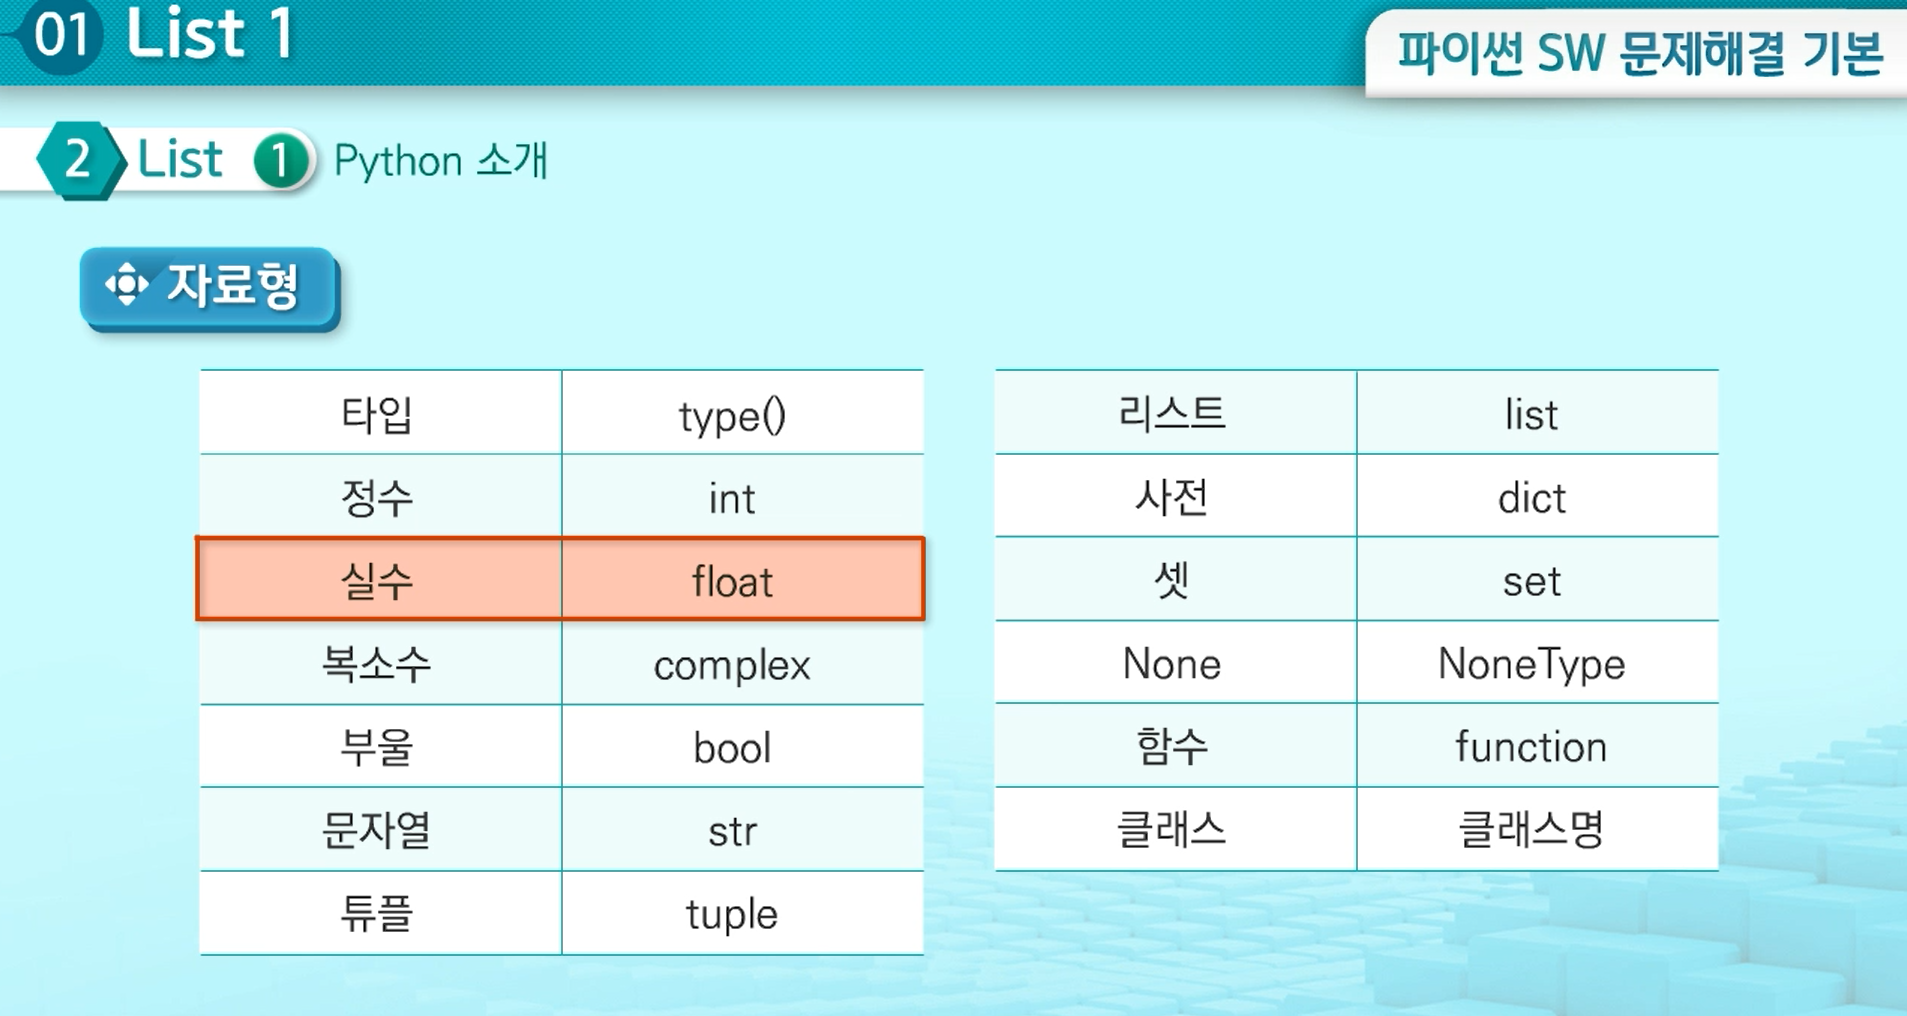 01 List 1
파이썬 SW 문제해결 기본
2 List 1 Python 소개
자료형
타입 type()
정수 int
실수 float
복소수 complex
부울 bool
문자열 str
튜플 tuple
리스트 list
사전 dict
셋 set
None NoneType
함수 function
클래스 클래스명